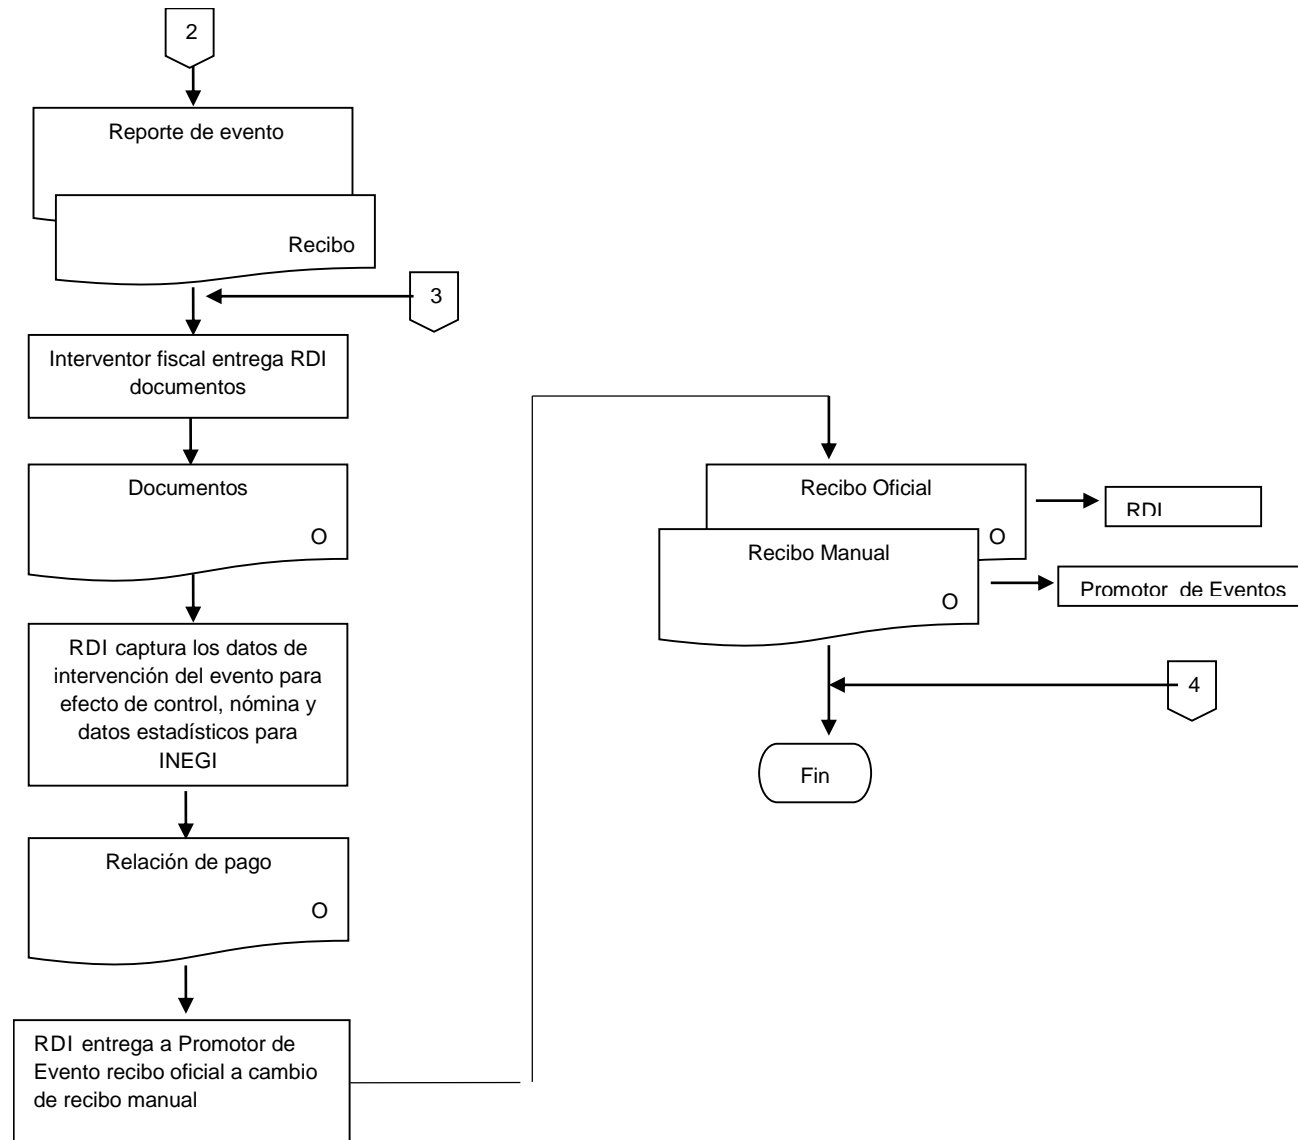 2
Reporte de evento
Recibo
3
Interventor fiscal entrega RDI
documentos
Documentos
O
RDI captura los datos de
intervención del evento para
efecto de control, nómina y
datos estadísticos para
INEGI
Relación de pago
O
RDI entrega a Promotor de
Evento recibo oficial a cambio
de recibo manual
Recibo Oficial
O
RDI
Recibo Manual
O
Promotor de Eventos
4
Fin